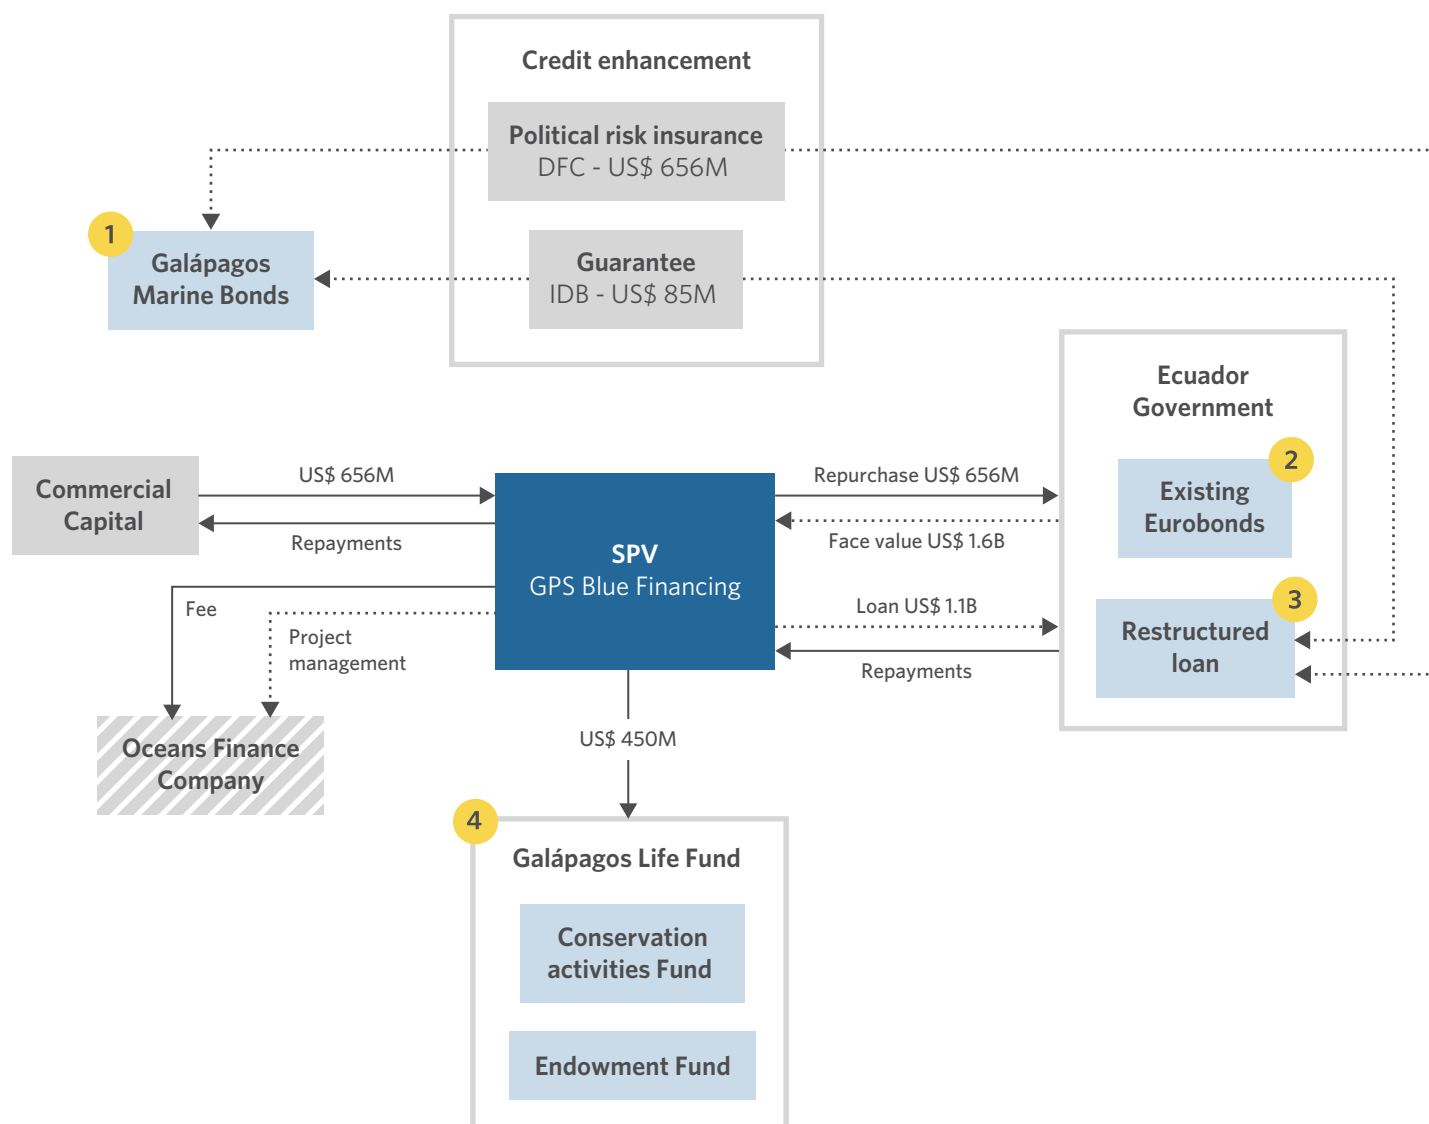 Credit enhancement
Political risk insurance
DFC - US$ 656M
1
Galápagos
Marine Bonds
Guarantee
IDB - US$ 85M
Ecuador
Government
2
Existing
Eurobonds
3
Restructured
loan
Commercial
Capital
US$ 656M
Repayments
SPV
GPS Blue Financing
Repurchase US$ 656M
Face value US$ 1.6B
Loan US$ 1.1B
Repayments
Fee
Project
management
Oceans Finance
Company
US$ 450M
4
Galápagos Life Fund
Conservation
activities Fund
Endowment Fund